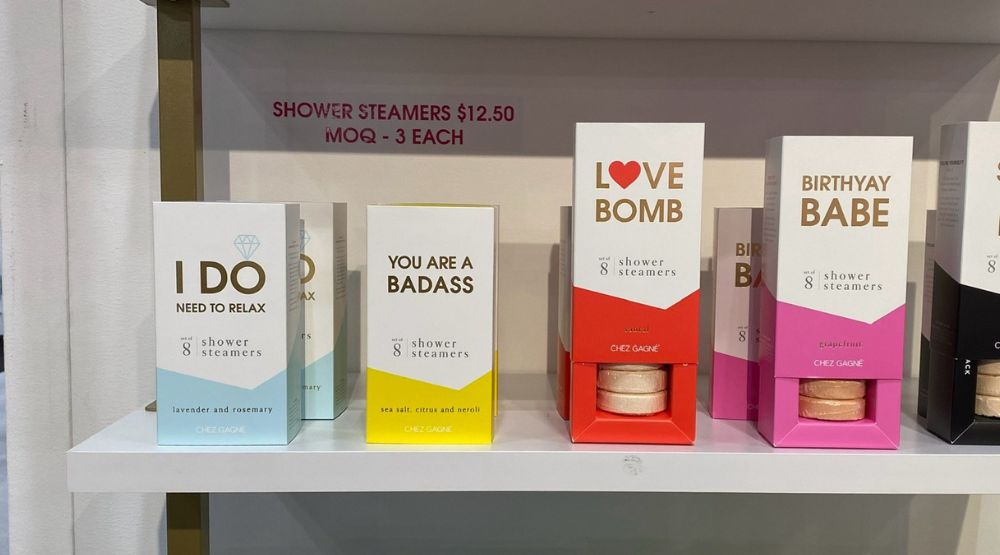 SHOWER STEAMERS $12.50
MOQ - 3 EACH
I DO
NEED TO RELAX
set of
8
shower
steamers
lavender and rosemary
CHEZ GAGNÉ
YOU ARE A
BADASS
set of
8
shower
steamers
sea salt, citrus and neroli
CHEZ GAGNÉ
L♥VE
BOMB
set of
8
shower
steamers
CHEZ GAGNÉ
BIRTHYAY
BABE
set of
8
shower
steamers
grapefruit
CHEZ GAGNÉ